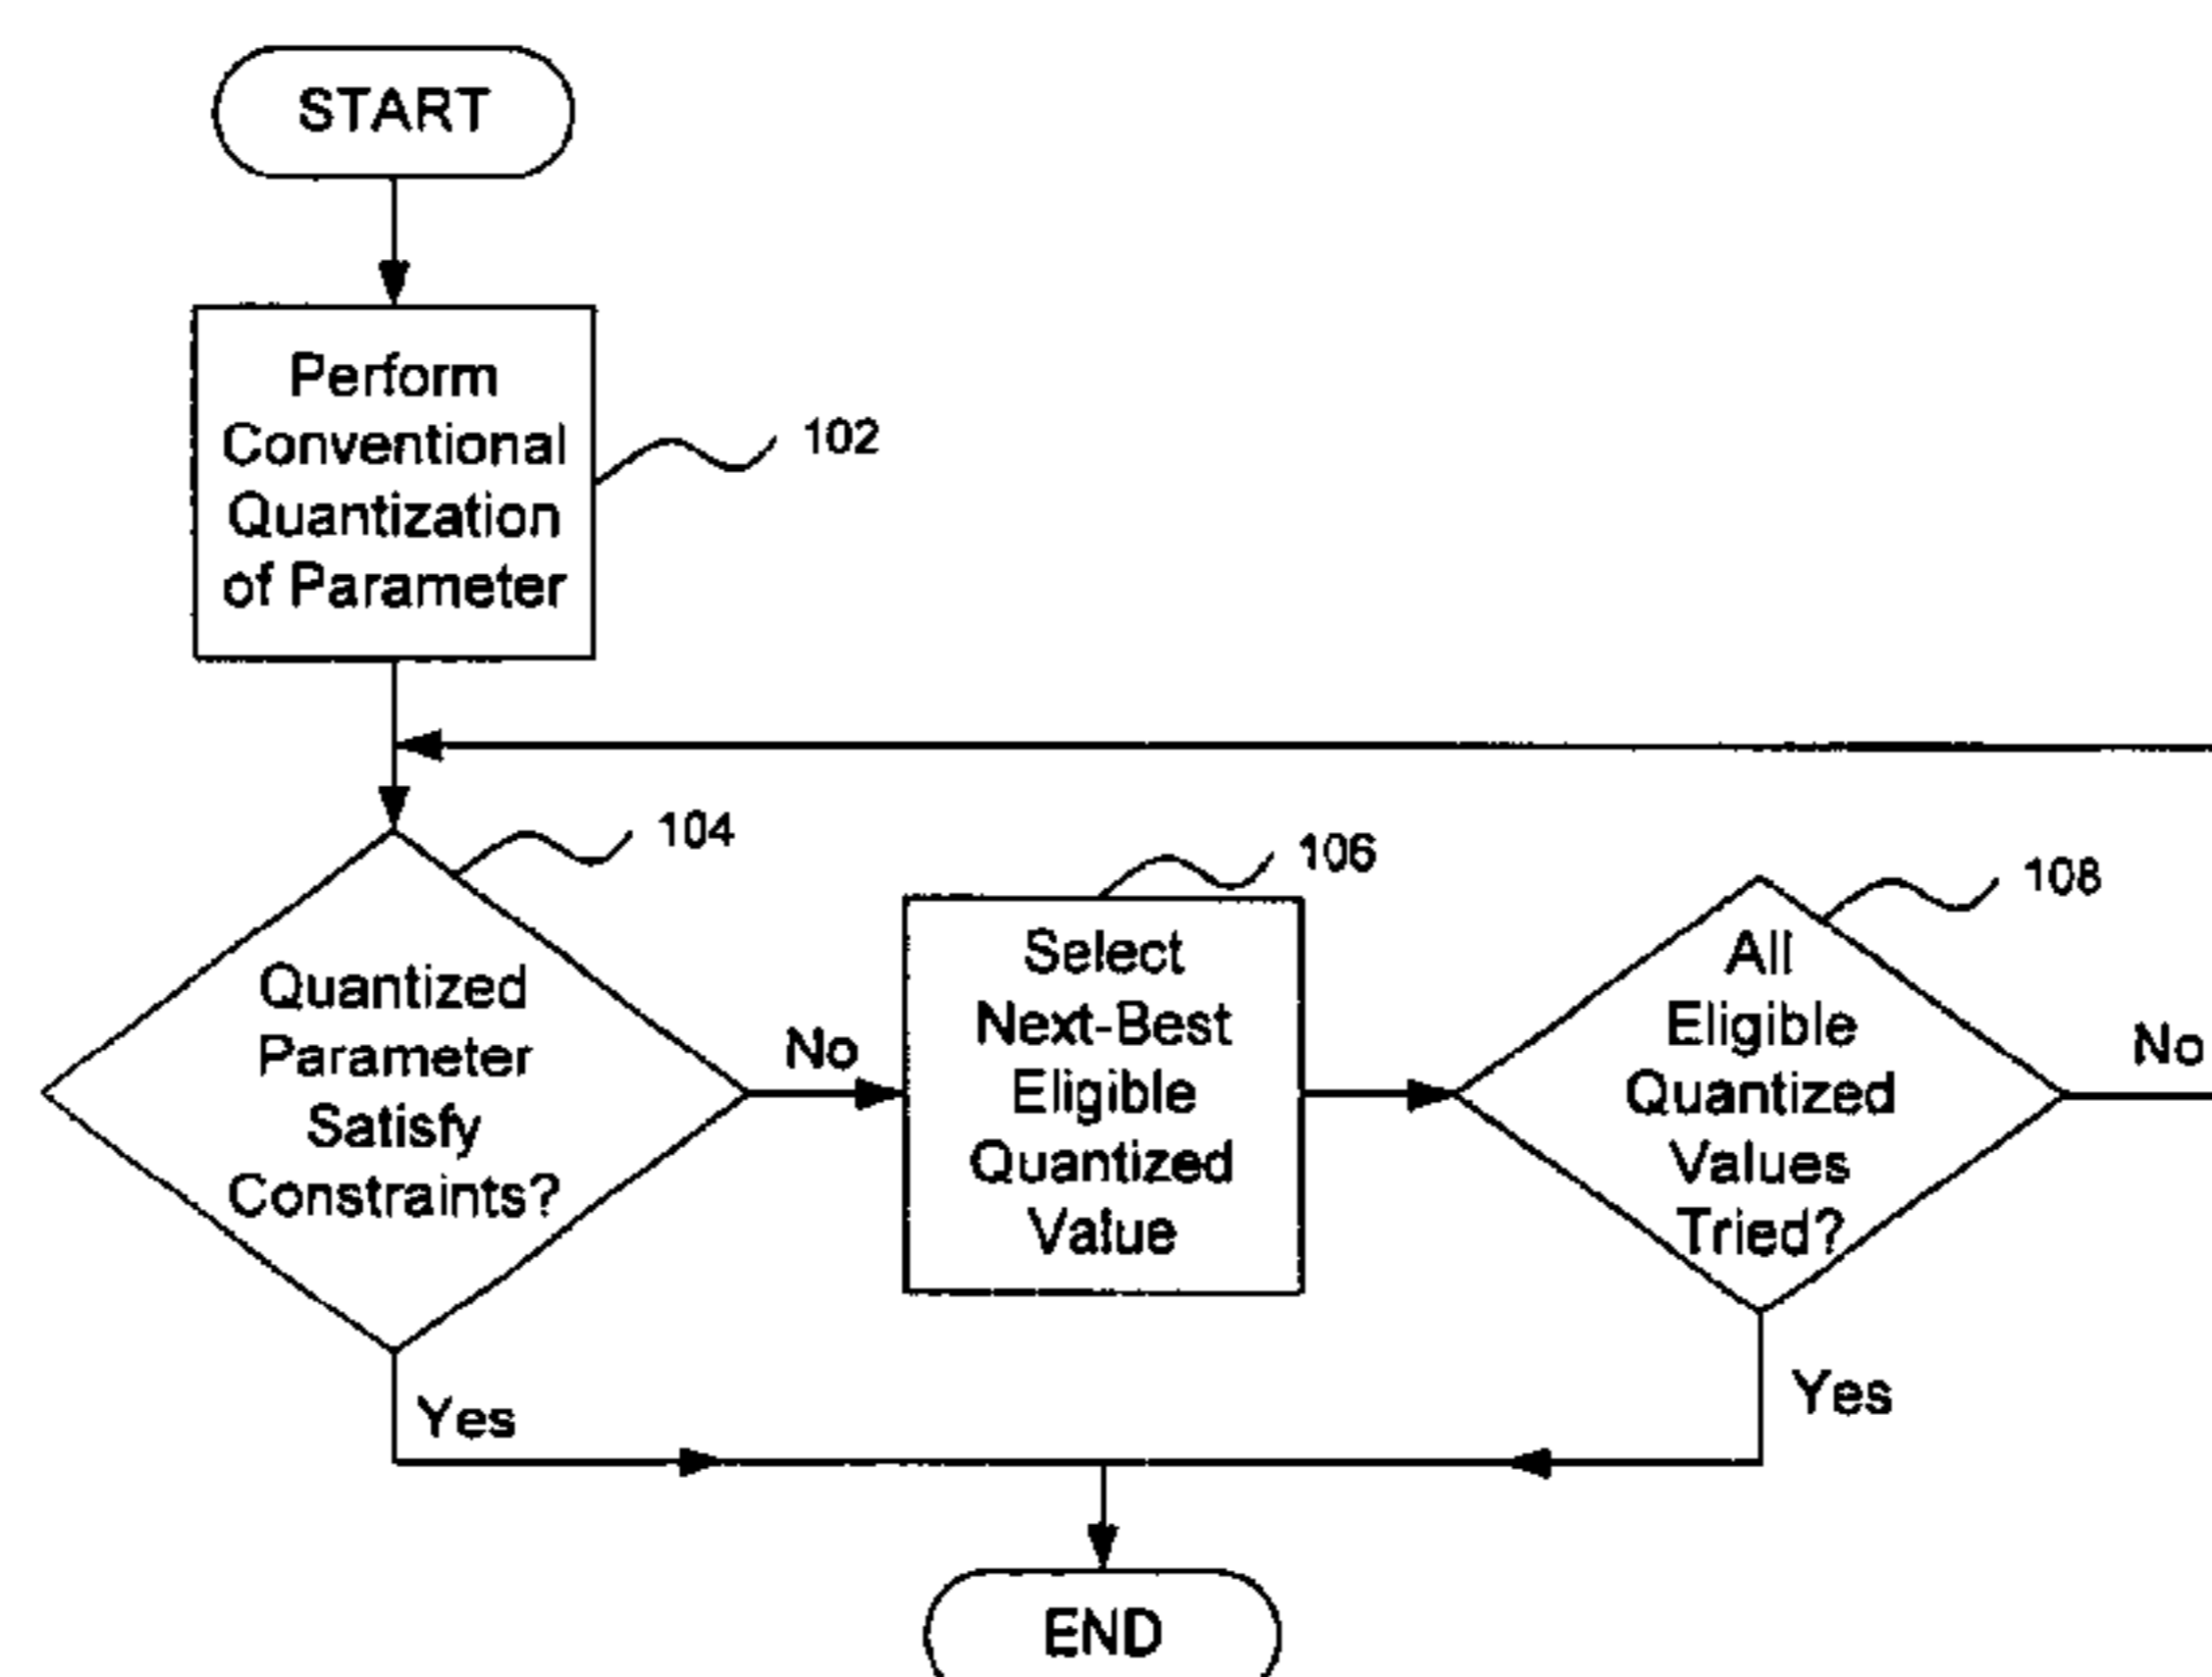 START
Perform
Conventional
Quantization
of Parameter
102
104
Quantized
Parameter
Satisfy
Constraints?
No
Yes
106
Select
Next-Best
Eligible
Quantized
Value
108
All
Eligible
Quantized
Values
Tried?
No
Yes
END